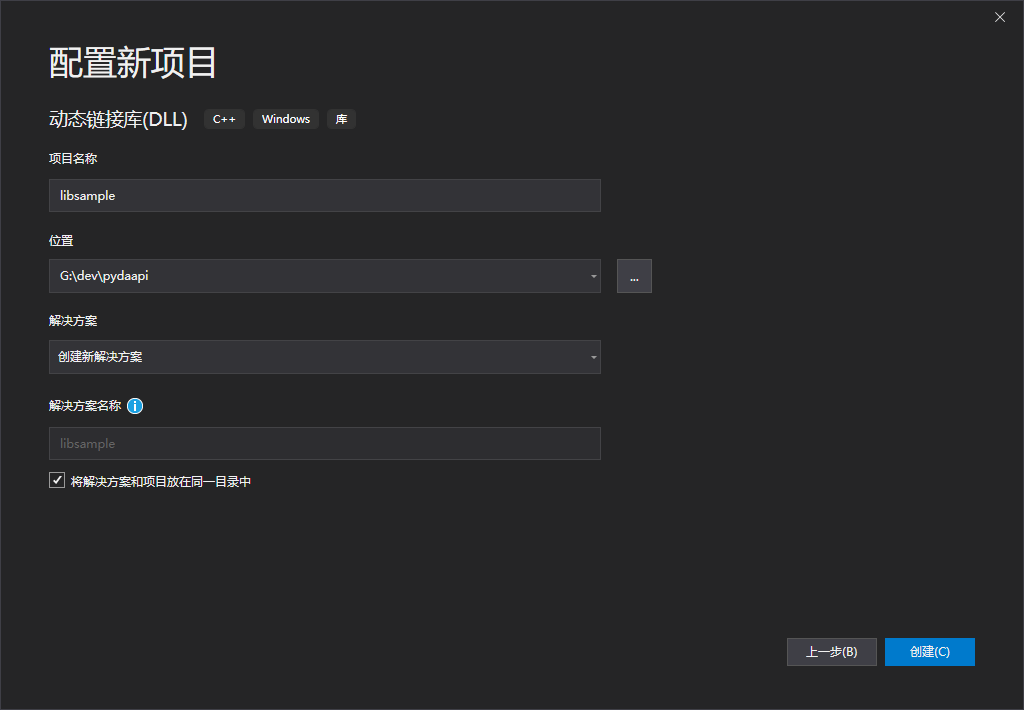 配置新项目
动态链接库(DLL) C++ Windows 库
项目名称
libsample
位置
G:\dev\pydaapi ...
解决方案
创建新解决方案
解决方案名称
libsample
将解决方案和项目放在同一目录中
上一步(B) 创建(C)